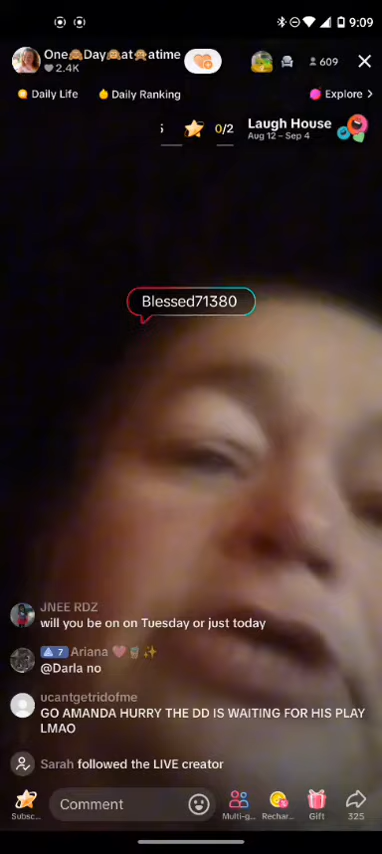 9:09
One🙈Day🙈at🙈atime
2.4K
609
Daily Life
Daily Ranking
Explore >
0/2
Laugh House
Aug 12 – Sep 4
Blessed71380
JNEE RDZ
will you be on on Tuesday or just today
7 Ariana 🩷🧋✨
@Darla no
ucantgetridofme
GO AMANDA HURRY THE DD IS WAITING FOR HIS PLAY
LMAO
Sarah followed the LIVE creator
Comment
Subsc...
Multi-g...
Rechar...
Gift
325